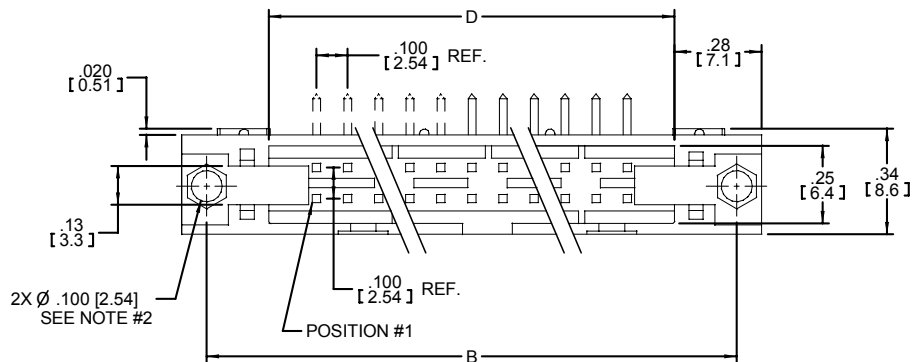 D
.100
[2.54] REF.
.28
[7.1]
.020
[0.51]
.34
[8.6]
.25
[6.4]
.13
[3.3]
.100
[2.54] REF.
2X Ø .100 [2.54]
SEE NOTE #2
POSITION #1
B